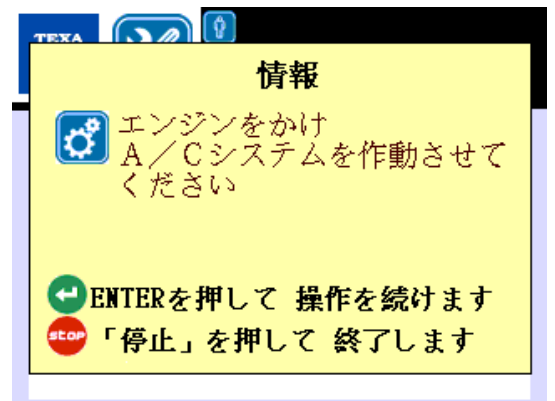 TEXA
情報
エンジンをかけ
A/Cシステムを作動させて
ください
ENTERを押して 操作を続けます
stop「停止」を押して 終了します